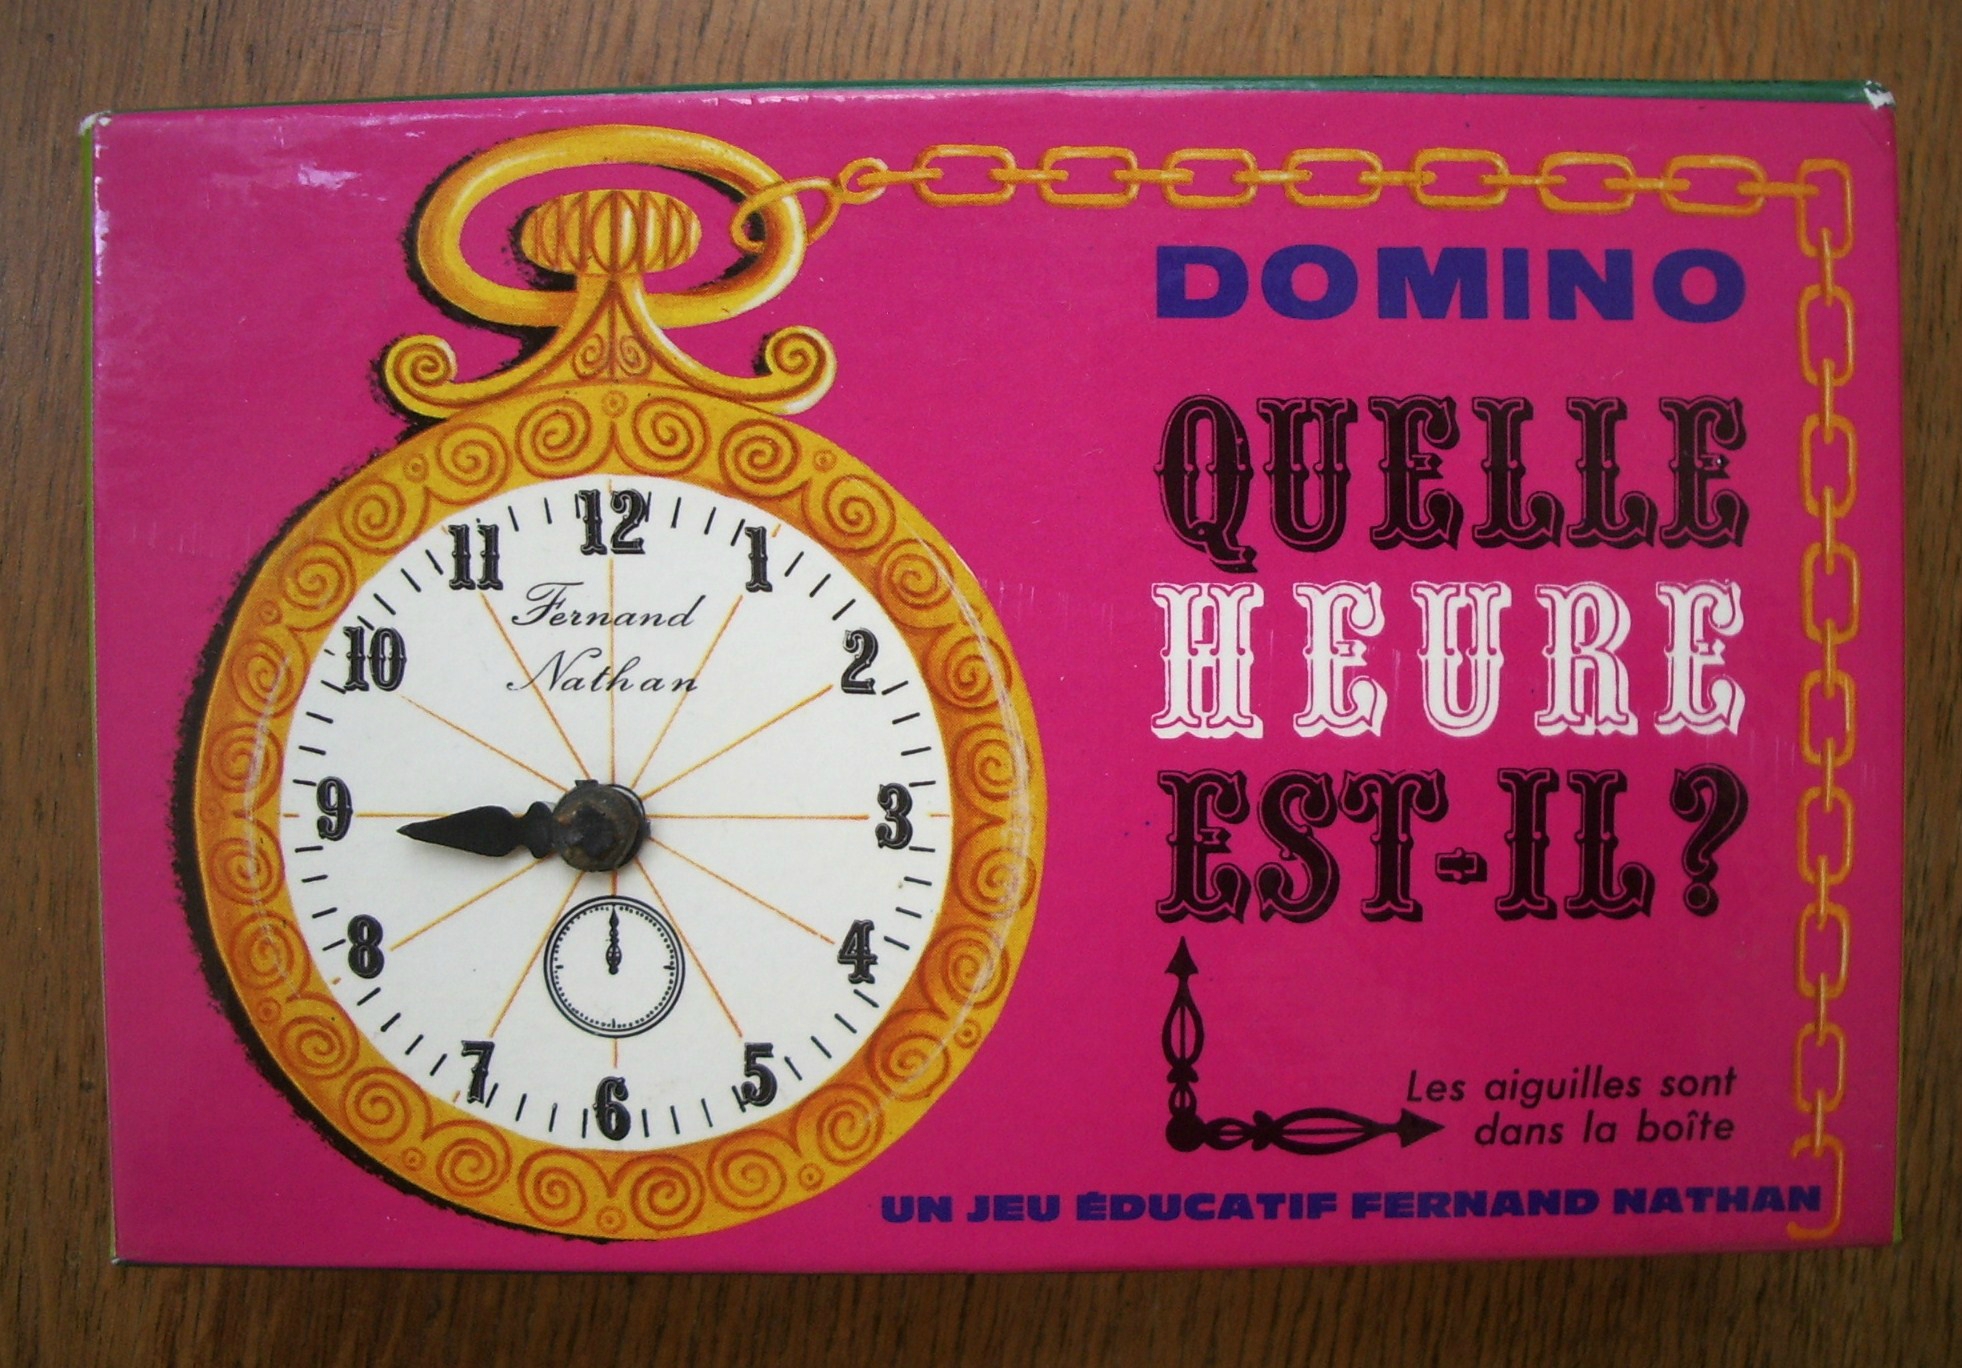 DOMINO
QUELLE
HEURE
EST-IL?
12
11
1
Fernand
10
2
Nathan
9
3
8
4
7
5
6
Les aiguilles sont
dans la boîte
UN JEU ÉDUCATIF FERNAND NATHAN